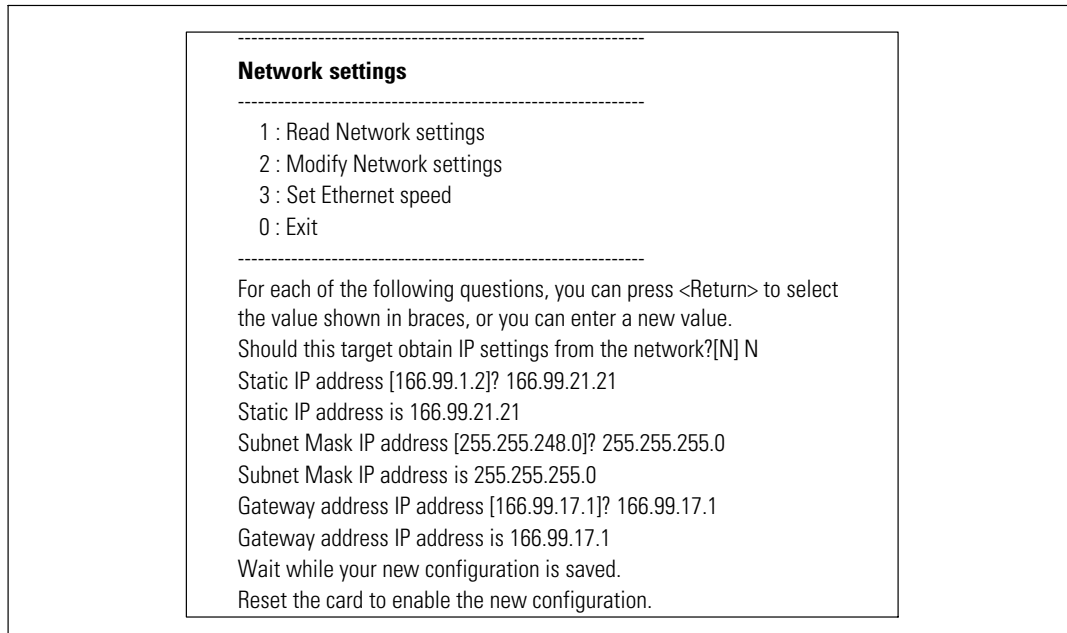 ------------------------------------------------------------
Network settings
------------------------------------------------------------
1 : Read Network settings
2 : Modify Network settings
3 : Set Ethernet speed
0 : Exit
------------------------------------------------------------
For each of the following questions, you can press <Return> to select
the value shown in braces, or you can enter a new value.
Should this target obtain IP settings from the network?[N] N
Static IP address [166.99.1.2]? 166.99.21.21
Static IP address is 166.99.21.21
Subnet Mask IP address [255.255.248.0]? 255.255.255.0
Subnet Mask IP address is 255.255.255.0
Gateway address IP address [166.99.17.1]? 166.99.17.1
Gateway address IP address is 166.99.17.1
Wait while your new configuration is saved.
Reset the card to enable the new configuration.